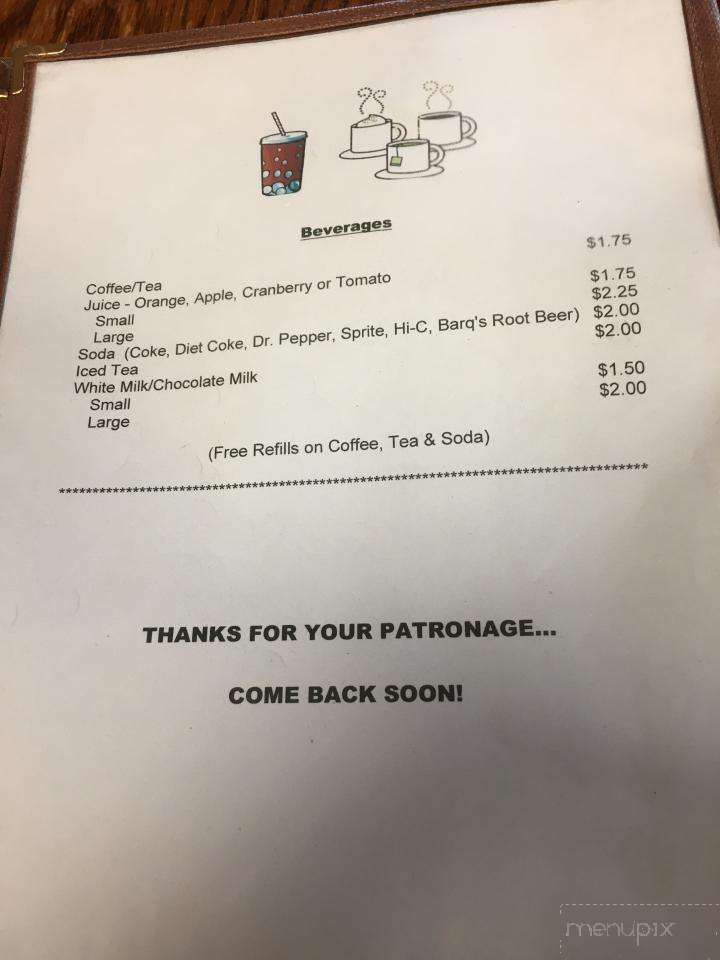 Beverages
Coffee/Tea $1.75
Juice - Orange, Apple, Cranberry or Tomato
Small $1.75
Large $2.25
Soda (Coke, Diet Coke, Dr. Pepper, Sprite, Hi-C, Barq's Root Beer) $2.00
Iced Tea $2.00
White Milk/Chocolate Milk
Small $1.50
Large $2.00
(Free Refills on Coffee, Tea & Soda)
****************************************************************************************
THANKS FOR YOUR PATRONAGE...
COME BACK SOON!
menupix